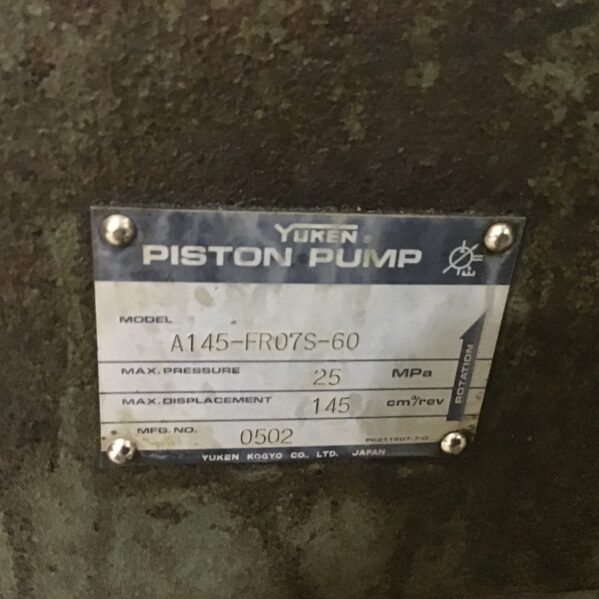 YUKEN ®
PISTON PUMP
MODEL
A145-FR07S-60
MAX. PRESSURE 25 MPa
MAX. DISPLACEMENT 145 cm³/rev
MFG. NO. 0502
ROTATION
YUKEN KOGYO CO., LTD. JAPAN